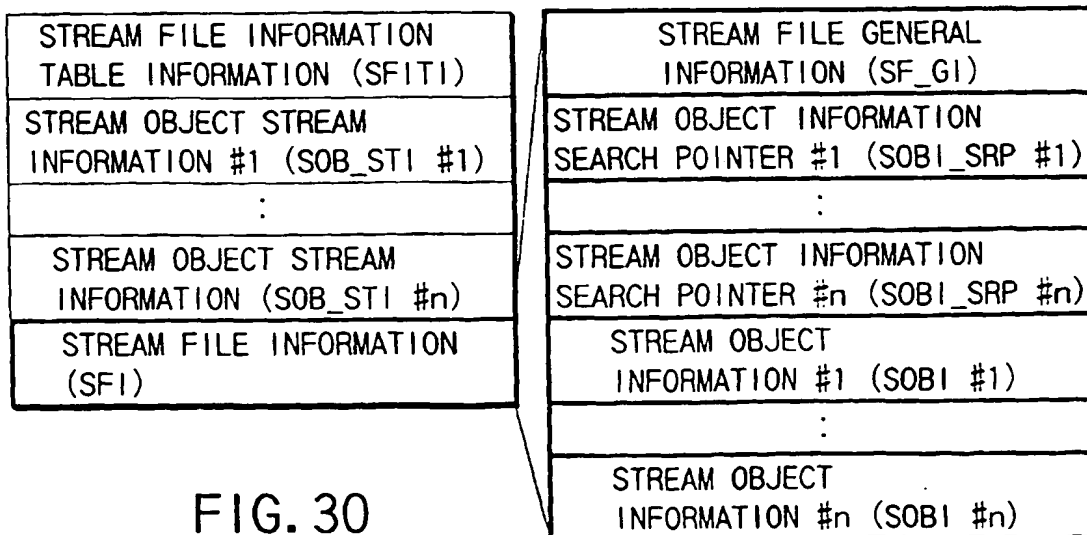 STREAM FILE INFORMATION
TABLE INFORMATION (SFITI)
STREAM OBJECT STREAM
INFORMATION #1 (SOB_STI #1)
:
STREAM OBJECT STREAM
INFORMATION (SOB_STI #n)
STREAM FILE INFORMATION
(SFI)
STREAM FILE GENERAL
INFORMATION (SF_GI)
STREAM OBJECT INFORMATION
SEARCH POINTER #1 (SOBI_SRP #1)
:
STREAM OBJECT INFORMATION
SEARCH POINTER #n (SOBI_SRP #n)
STREAM OBJECT
INFORMATION #1 (SOBI #1)
:
STREAM OBJECT
INFORMATION #n (SOBI #n)
FIG. 30